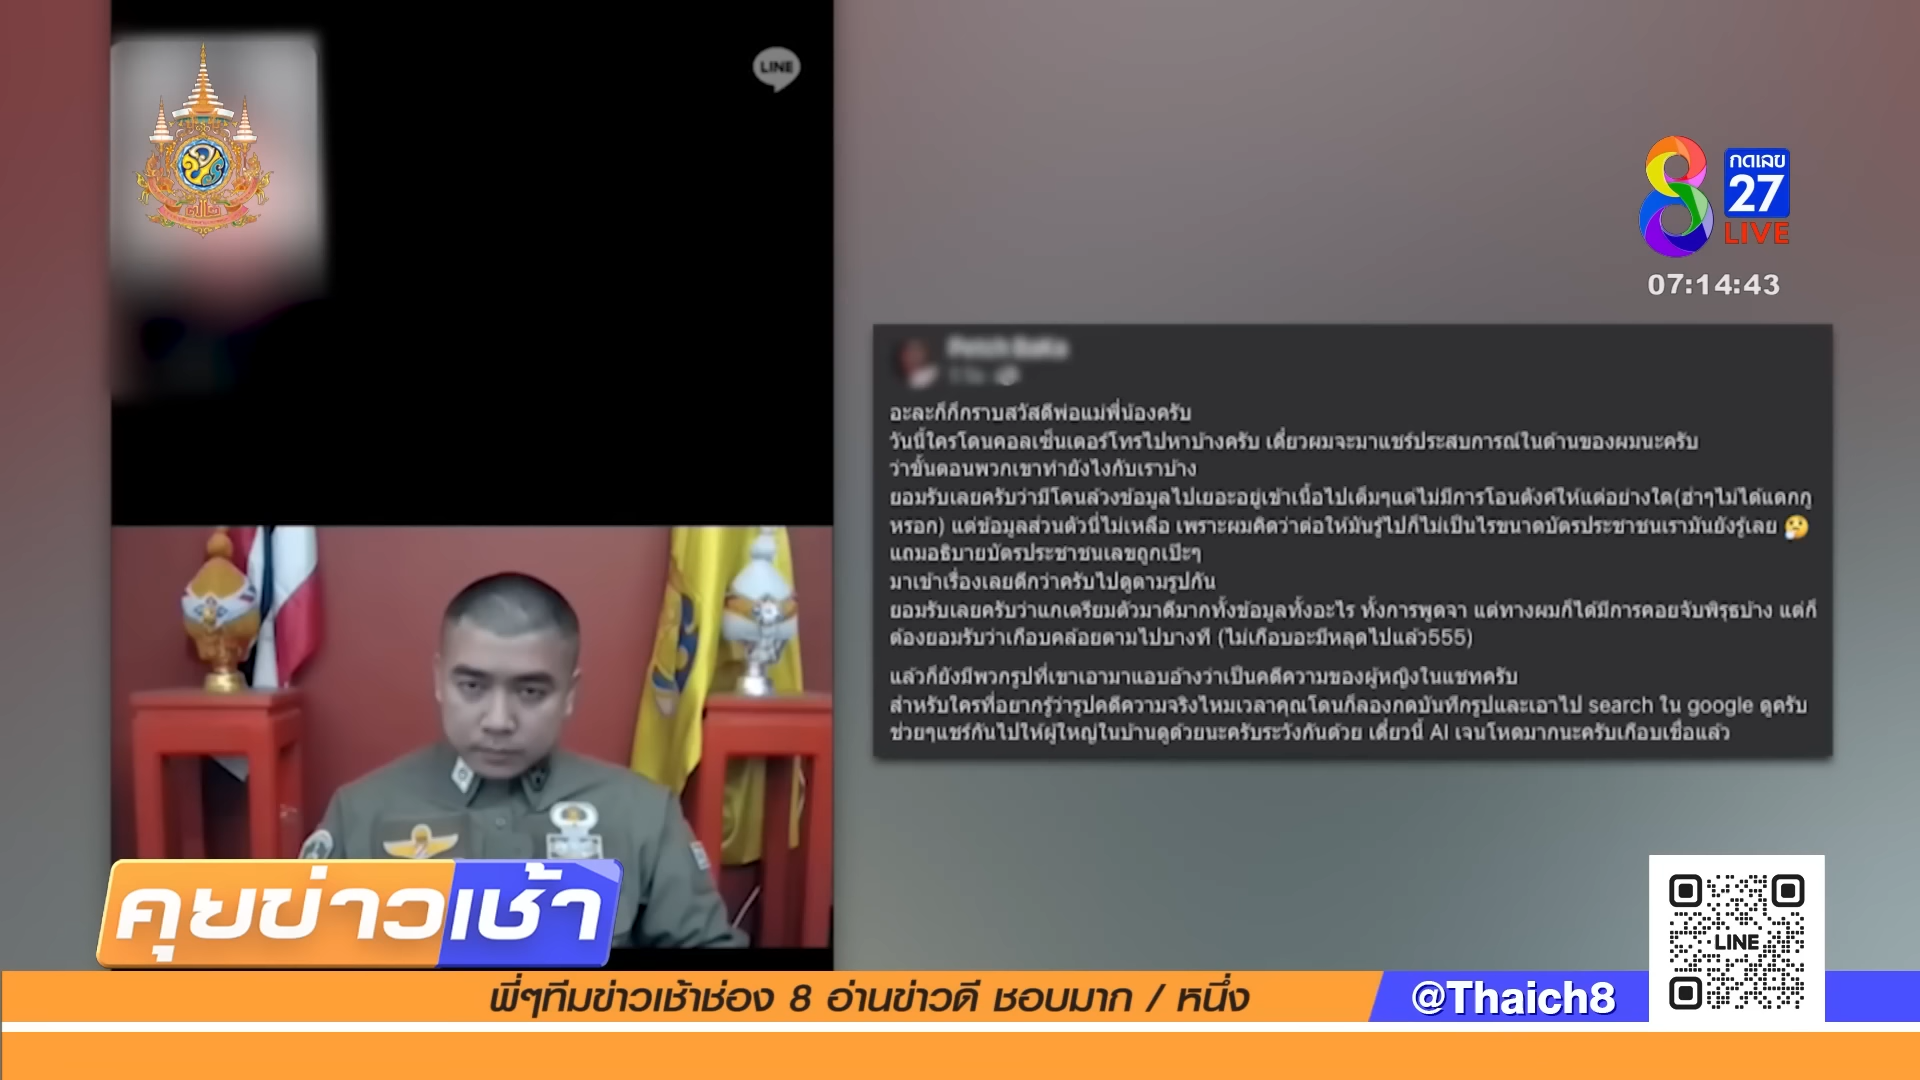 LINE
กดเลข
27
LIVE
07:14:43
อะละก็กึกราบสวัสดีพ่อแม่พี่น้องครับ
วันนี้ใครโดนคอลเซ็นเตอร์โทรไปหาบ้างครับ เดี๋ยวผมจะมาแชร์ประสบการณ์ในด้านของผมนะครับ
ว่าขั้นตอนพวกเขาทำยังไงกับเราบ้าง
ยอมรับเลยครับว่ามีโดนล้วงข้อมูลไปเยอะอยู่เข้าเนื้อไปเต็มๆแต่ไม่มีการโอนตังค์ให้แต่อย่างใด(ฮ่าๆไม่ได้แดกกู
หรอก) แต่ข้อมูลส่วนตัวนี่ไม่เหลือ เพราะผมคิดว่าต่อให้มันรู้ไปก็ไม่เป็นไรขนาดบัตรประชาชนเรามันยังรู้เลย 🤔
แถมอธิบายบัตรประชาชนเลขถูกเป๊ะๆ
มาเข้าเรื่องเลยดีกว่าครับไปดูตามรูปกัน
ยอมรับเลยครับว่าแกเตรียมตัวมาดีมากทั้งข้อมูลทั้งอะไร ทั้งการพูดจา แต่ทางผมก็ได้มีการคอยจับพิรุธบ้าง แต่ก็
ต้องยอมรับว่าเกือบคล้อยตามไปบางที (ไม่เกือบอะมีหลุดไปแล้ว555)
แล้วก็ยังมีพวกรูปที่เขาเอามาแอบอ้างว่าเป็นคดีความของผู้หญิงในแชทครับ
สำหรับใครที่อยากรู้ว่ารูปคดีความจริงไหมเวลาคุณโดนก็ลองกดบันทึกรูปและเอาไป search ใน google ดูครับ
ช่วยๆแชร์กันไปให้ผู้ใหญ่ในบ้านดูด้วยนะครับระวังกันด้วย เดี๋ยวนี้ AI เจนโหดมากนะครับเกือบเชื่อแล้ว
คุยข่าวเช้า
LINE
พี่ๆทีมข่าวเช้าช่อง 8 อ่านข่าวดี ชอบมาก / หนึ่ง
@Thaich8